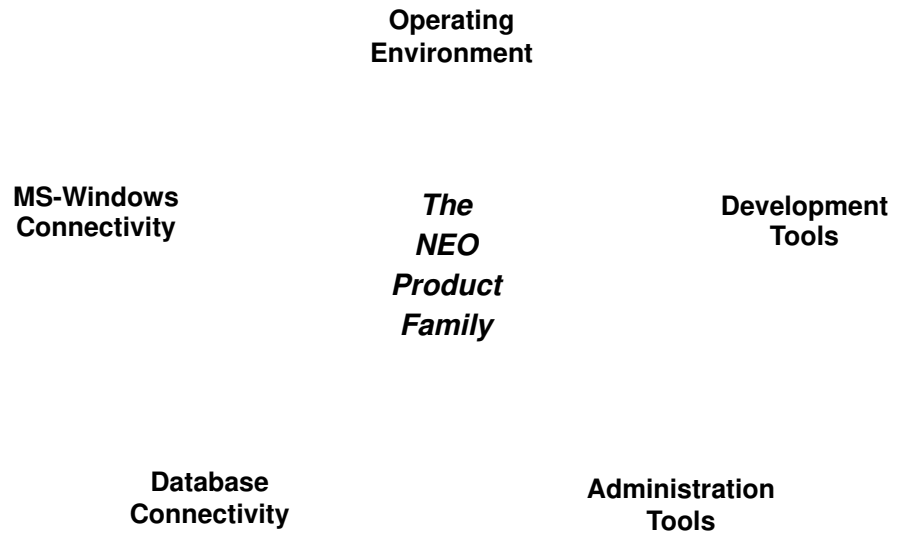 Operating
Environment
MS-Windows
Connectivity
The
NEO
Product
Family
Development
Tools
Database
Connectivity
Administration
Tools